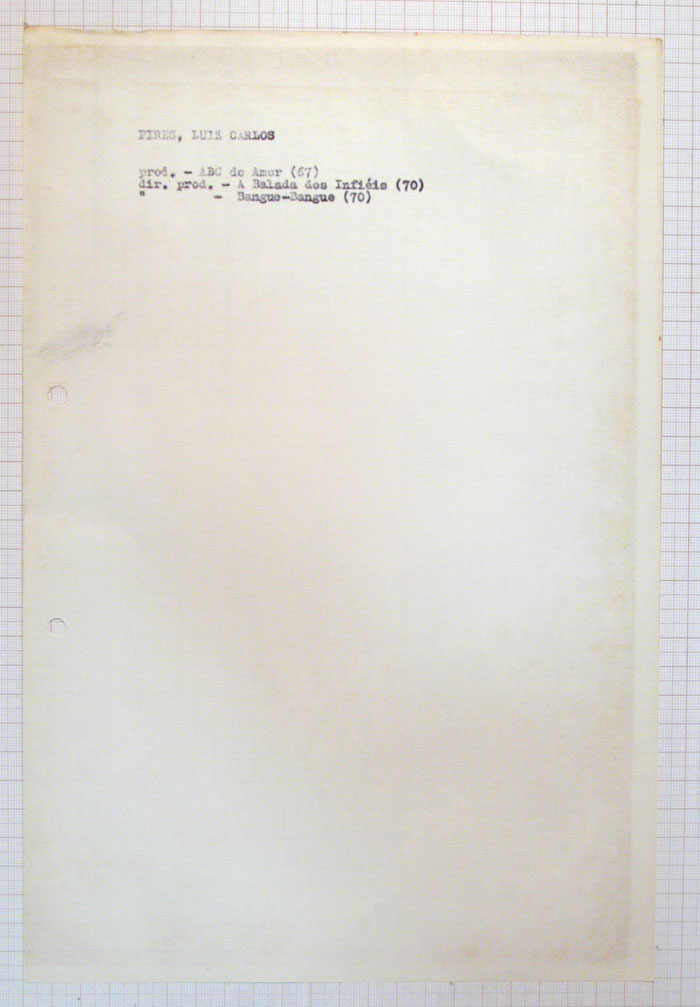 PIRES, LUIZ CARLOS
prod. - ABC do Amor (67)
dir. prod. - A Balada dos Infiéis (70)
" - Bangue-Bangue (70)